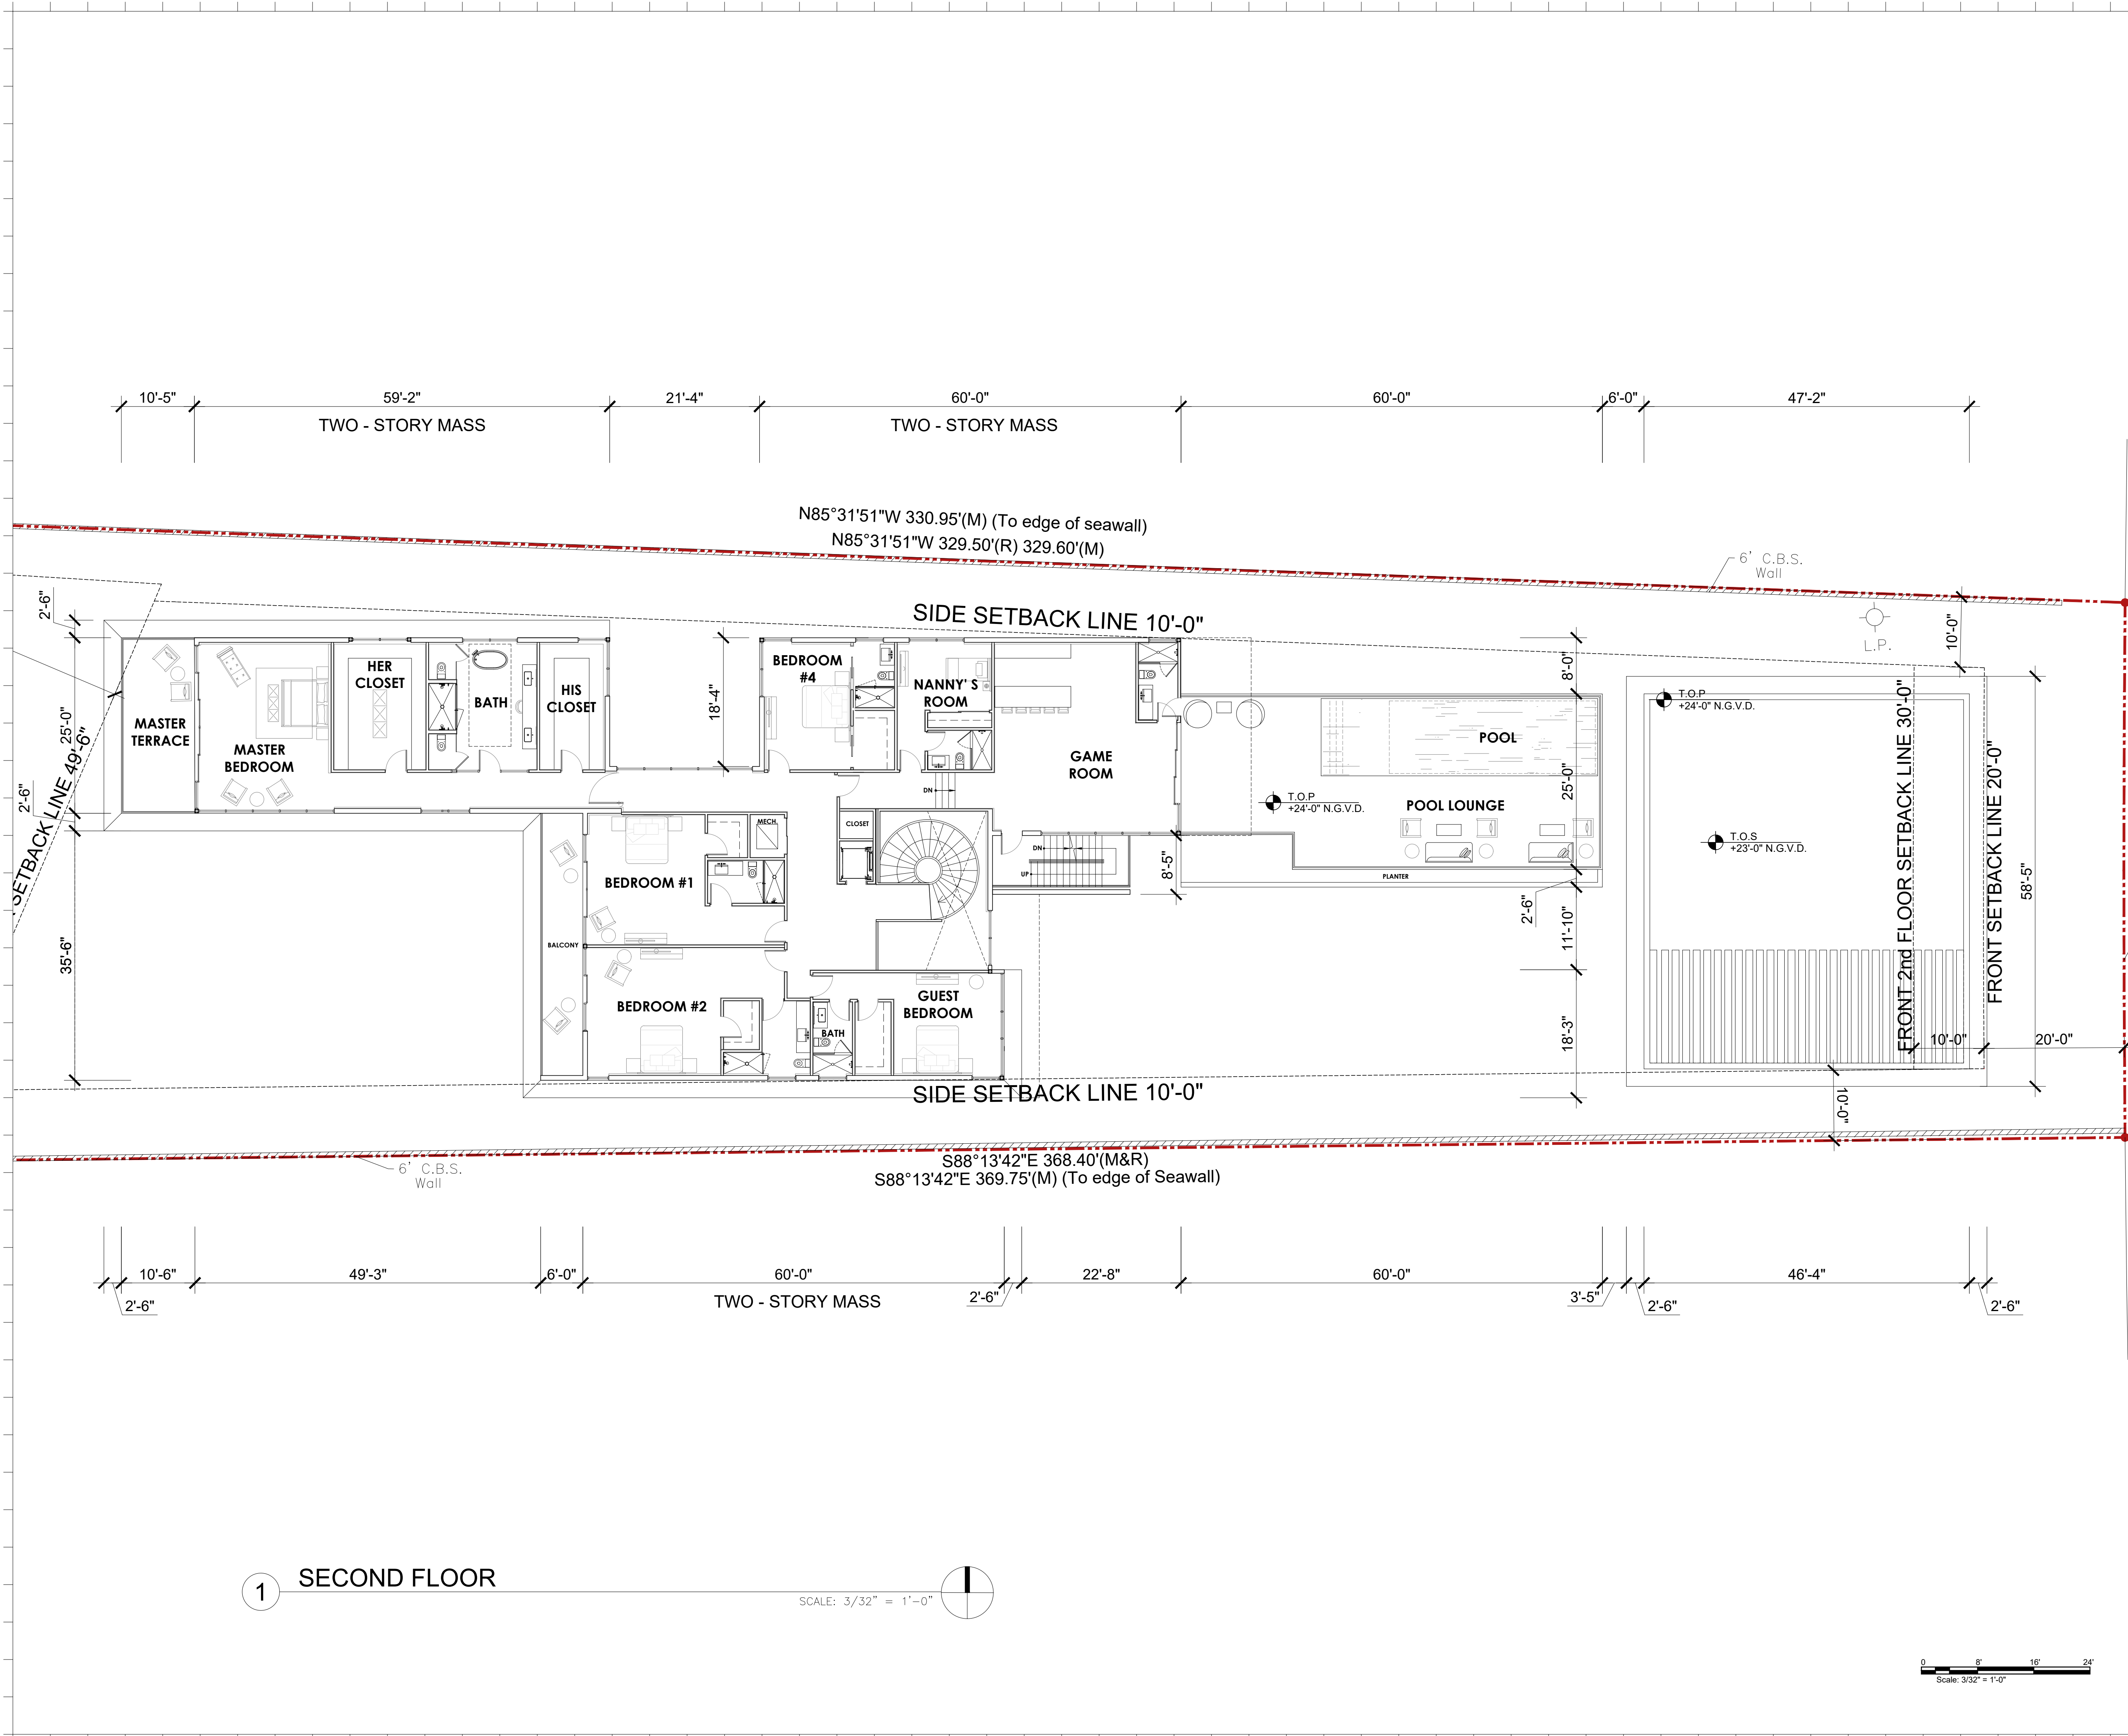 10'-5"
59'-2"
21'-4"
60'-0"
60'-0"
6'-0"
47'-2"
TWO - STORY MASS
TWO - STORY MASS
N85°31'51"W 330.95'(M) (To edge of seawall)
N85°31'51"W 329.50'(R) 329.60'(M)
6' C.B.S.
Wall
SIDE SETBACK LINE 10'-0"
L.P.
10'-0"
2'-6"
25'-0"
2'-6"
35'-6"
SETBACK LINE 49'-6"
MASTER
TERRACE
MASTER
BEDROOM
HER
CLOSET
BATH
HIS
CLOSET
18'-4"
BEDROOM
#4
NANNY' S
ROOM
GAME
ROOM
DN
8'-0"
25'-0"
POOL
POOL LOUNGE
T.O.P
+24'-0" N.G.V.D.
T.O.P
+24'-0" N.G.V.D.
T.O.S
+23'-0" N.G.V.D.
FRONT 2nd FLOOR SETBACK LINE 30'-0"
FRONT SETBACK LINE 20'-0"
58'-5"
MECH.
CLOSET
DN
UP
8'-5"
PLANTER
2'-6"
11'-10"
18'-3"
BEDROOM #1
BALCONY
BEDROOM #2
BATH
GUEST
BEDROOM
10'-0"
20'-0"
10'-0"
SIDE SETBACK LINE 10'-0"
6' C.B.S.
Wall
S88°13'42"E 368.40'(M&R)
S88°13'42"E 369.75'(M) (To edge of Seawall)
10'-6"
49'-3"
6'-0"
60'-0"
22'-8"
60'-0"
46'-4"
2'-6"
TWO - STORY MASS
2'-6"
3'-5"
2'-6"
2'-6"
1
SECOND FLOOR
SCALE: 3/32" = 1'-0"
0 8' 16' 24'
Scale: 3/32" = 1'-0"